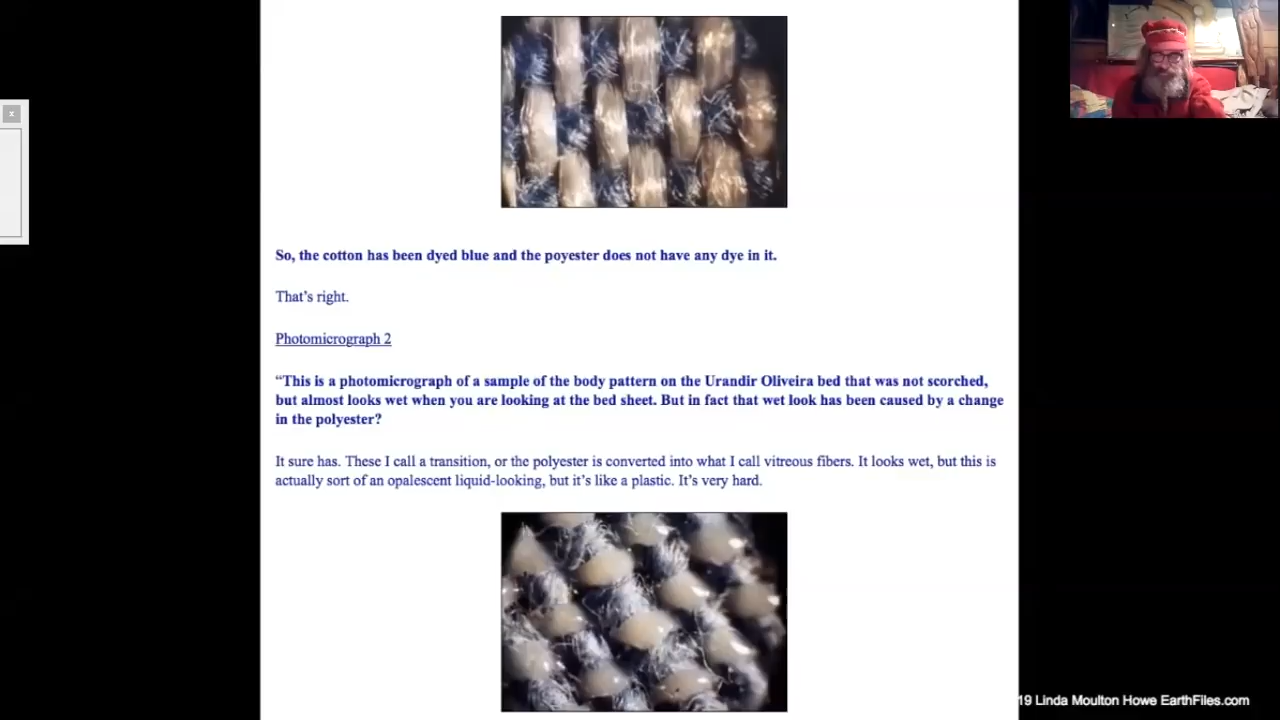 x
So, the cotton has been dyed blue and the poyester does not have any dye in it.
That's right.
Photomicrograph 2
“This is a photomicrograph of a sample of the body pattern on the Urandir Oliveira bed that was not scorched,
but almost looks wet when you are looking at the bed sheet. But in fact that wet look has been caused by a change
in the polyester?
It sure has. These I call a transition, or the polyester is converted into what I call vitreous fibers. It looks wet, but this is
actually sort of an opalescent liquid-looking, but it's like a plastic. It's very hard.
19 Linda Moulton Howe EarthFiles.com